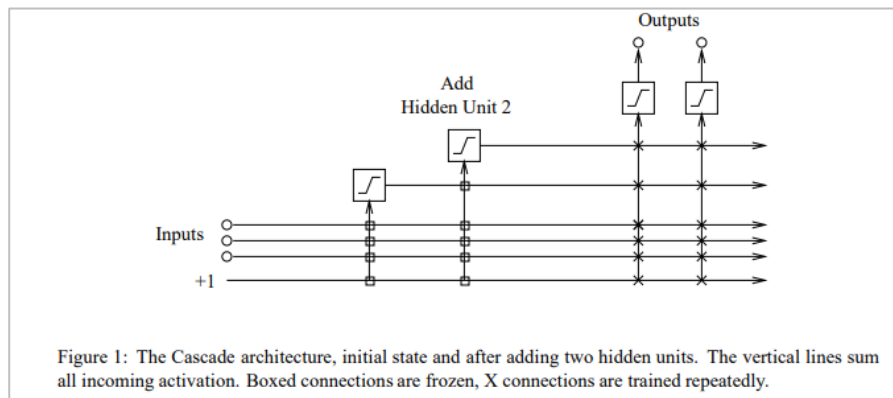 Outputs
Add
Hidden Unit 2
Inputs
+1
Figure 1: The Cascade architecture, initial state and after adding two hidden units. The vertical lines sum
all incoming activation. Boxed connections are frozen, X connections are trained repeatedly.